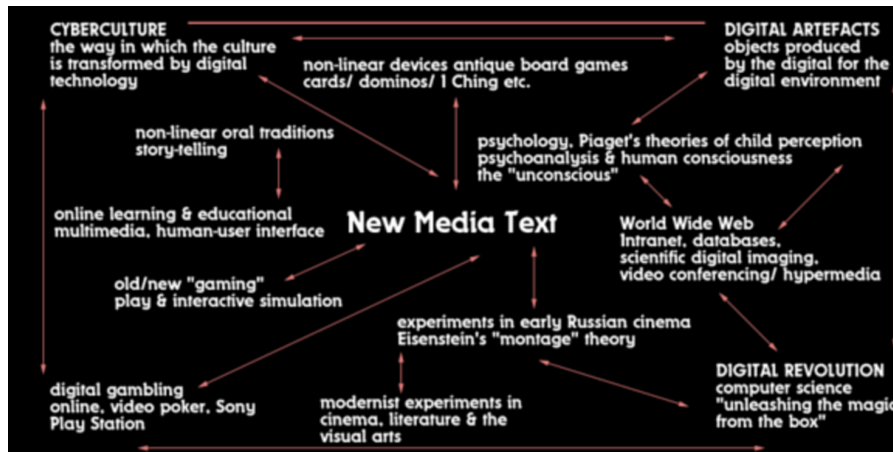 CYBERCULTURE
the way in which the culture
is transformed by digital
technology
DIGITAL ARTEFACTS
objects produced
by the digital for the
digital environment
non-linear devices antique board games
cards/ dominos/ I Ching etc.
non-linear oral traditions
story-telling
psychology, Piaget's theories of child perception
psychoanalysis & human consciousness
the "unconscious"
online learning & educational
multimedia, human-user interface
New Media Text
World Wide Web
Intranet, databases,
scientific digital imaging,
video conferencing/ hypermedia
old/new "gaming"
play & interactive simulation
experiments in early Russian cinema
Eisenstein's "montage" theory
DIGITAL REVOLUTION
computer science
"unleashing the magic
from the box"
digital gambling
online, video poker, Sony
Play Station
modernist experiments in
cinema, literature & the
visual arts